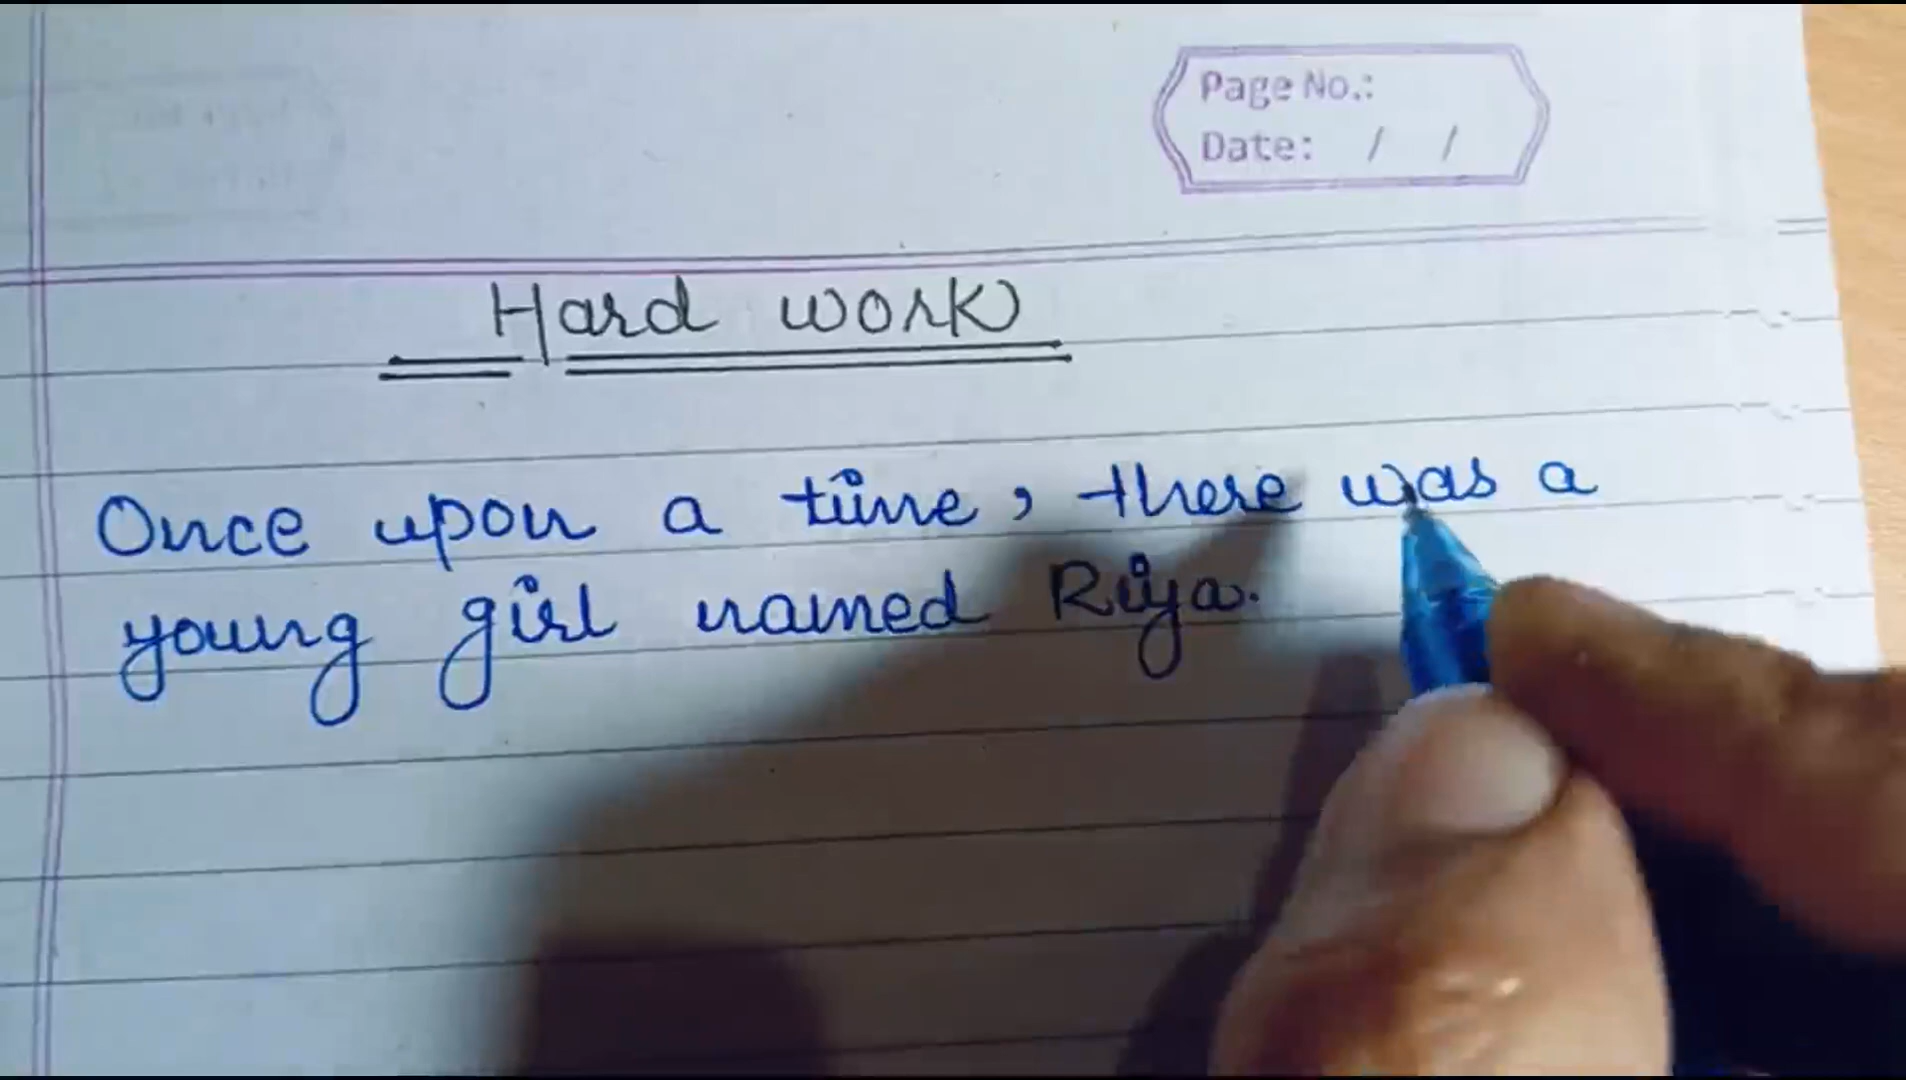 Page No.:
Date: / /
Hard work
Once upon a time, there was a
young girl named Riya.